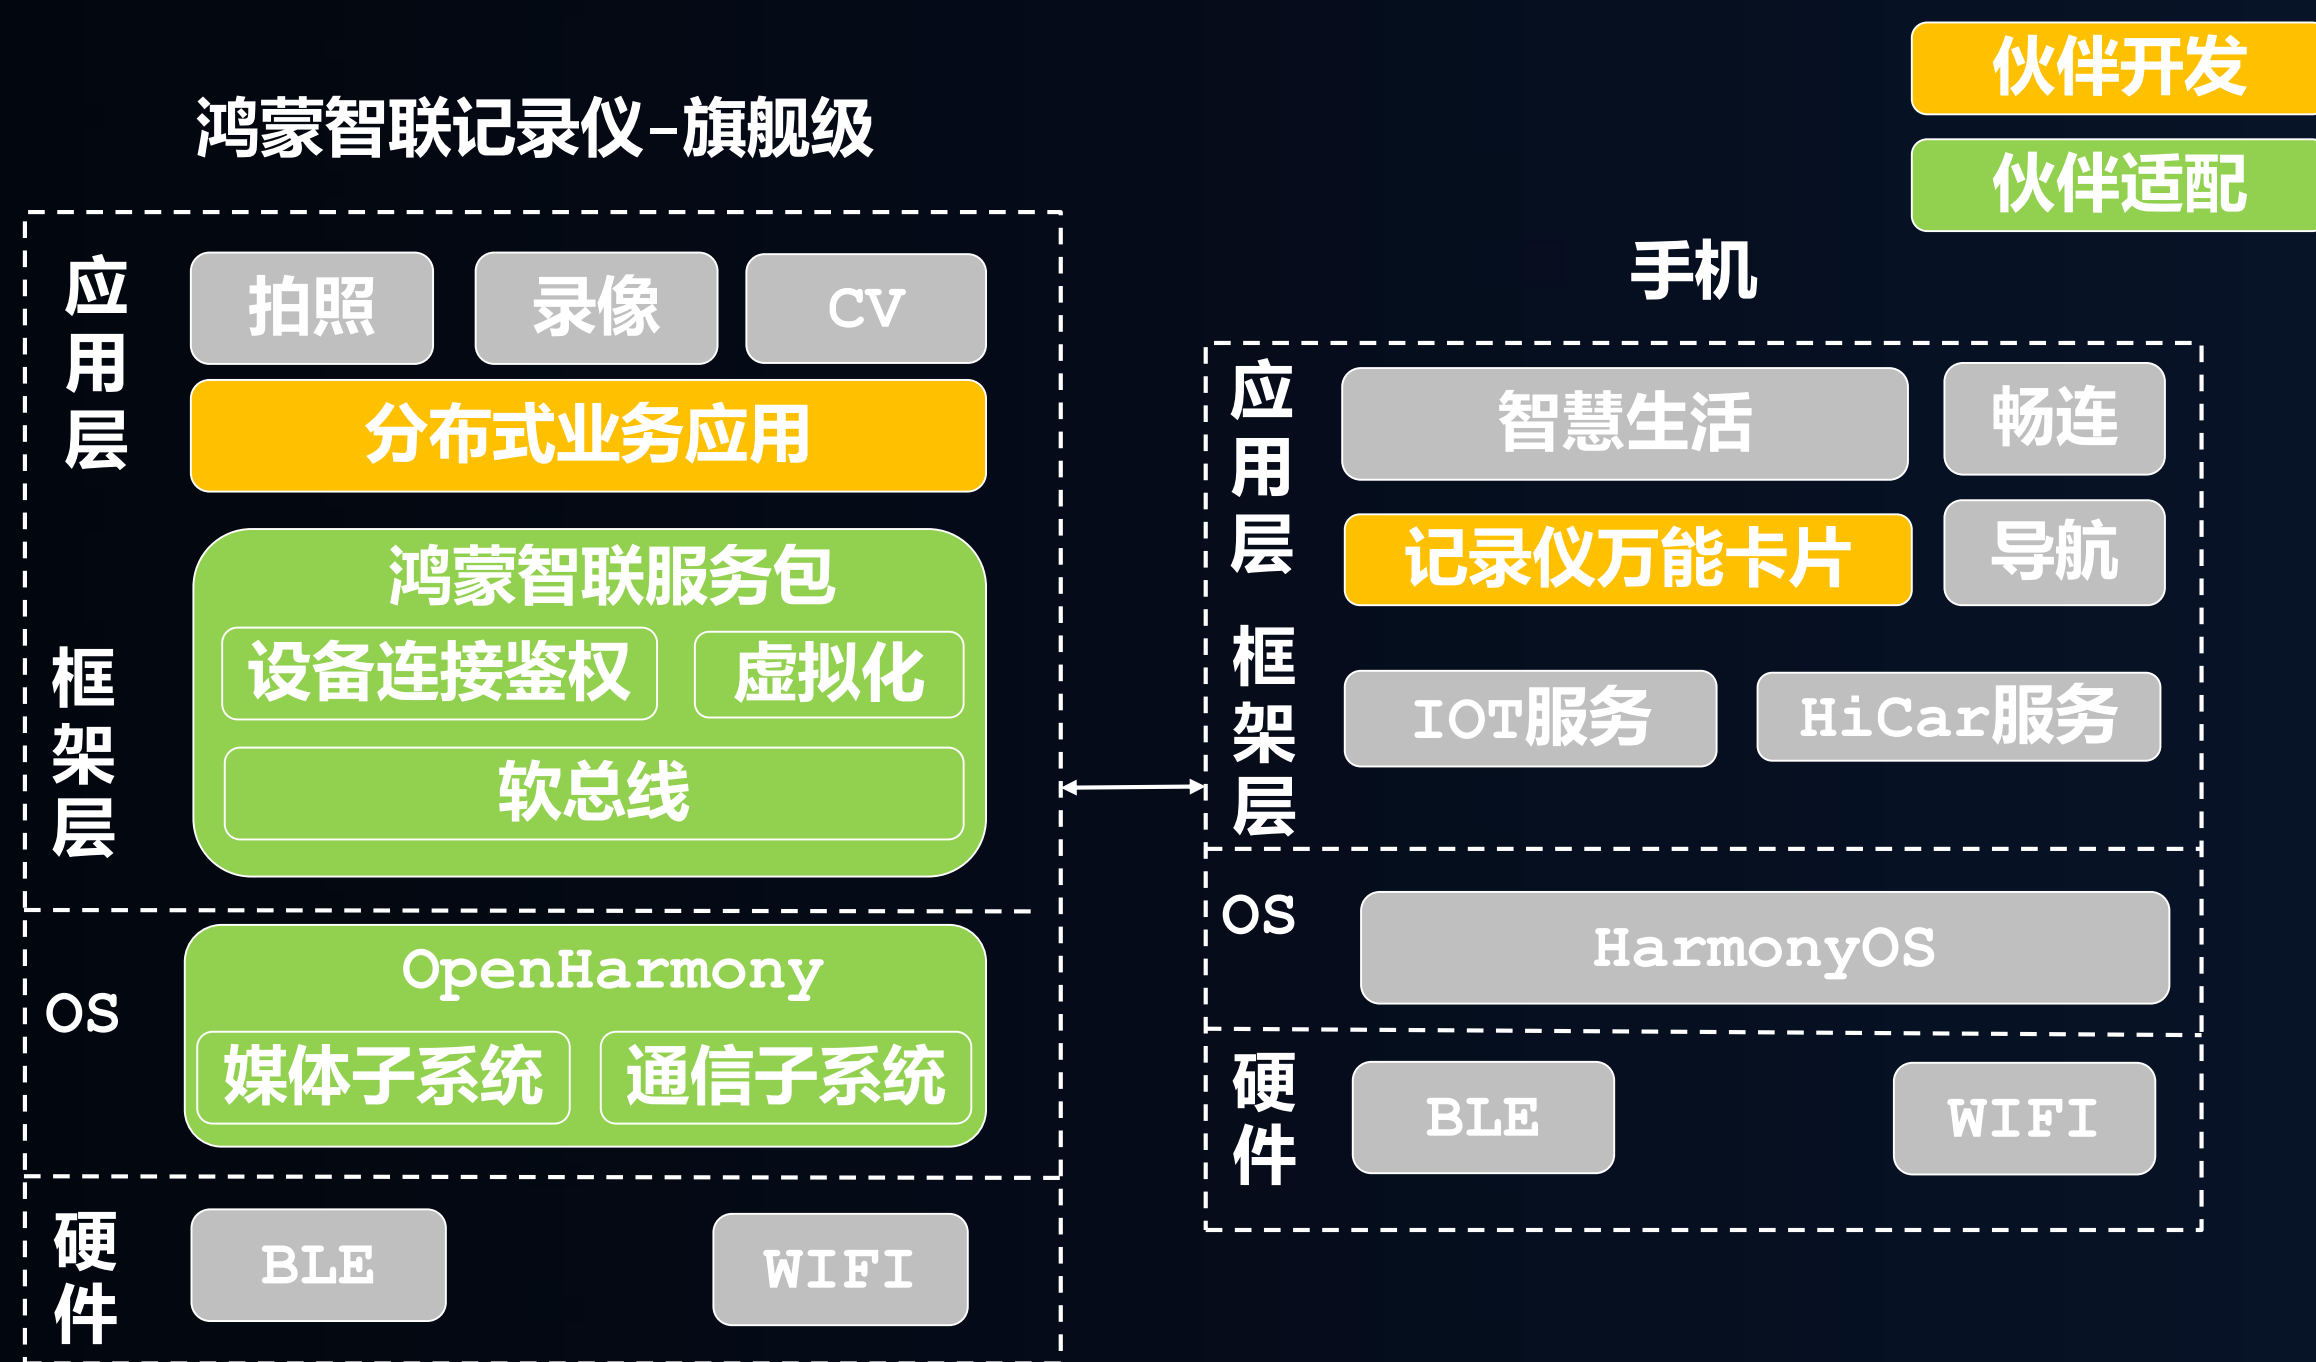 伙伴开发
伙伴适配
鸿蒙智联记录仪-旗舰级
应用层
拍照
录像
CV
分布式业务应用
框架层
鸿蒙智联服务包
设备连接鉴权
虚拟化
软总线
OS
OpenHarmony
媒体子系统
通信子系统
硬件
BLE
WIFI
手机
应用层
智慧生活
畅连
记录仪万能卡片
导航
框架层
IOT服务
HiCar服务
OS
HarmonyOS
硬件
BLE
WIFI